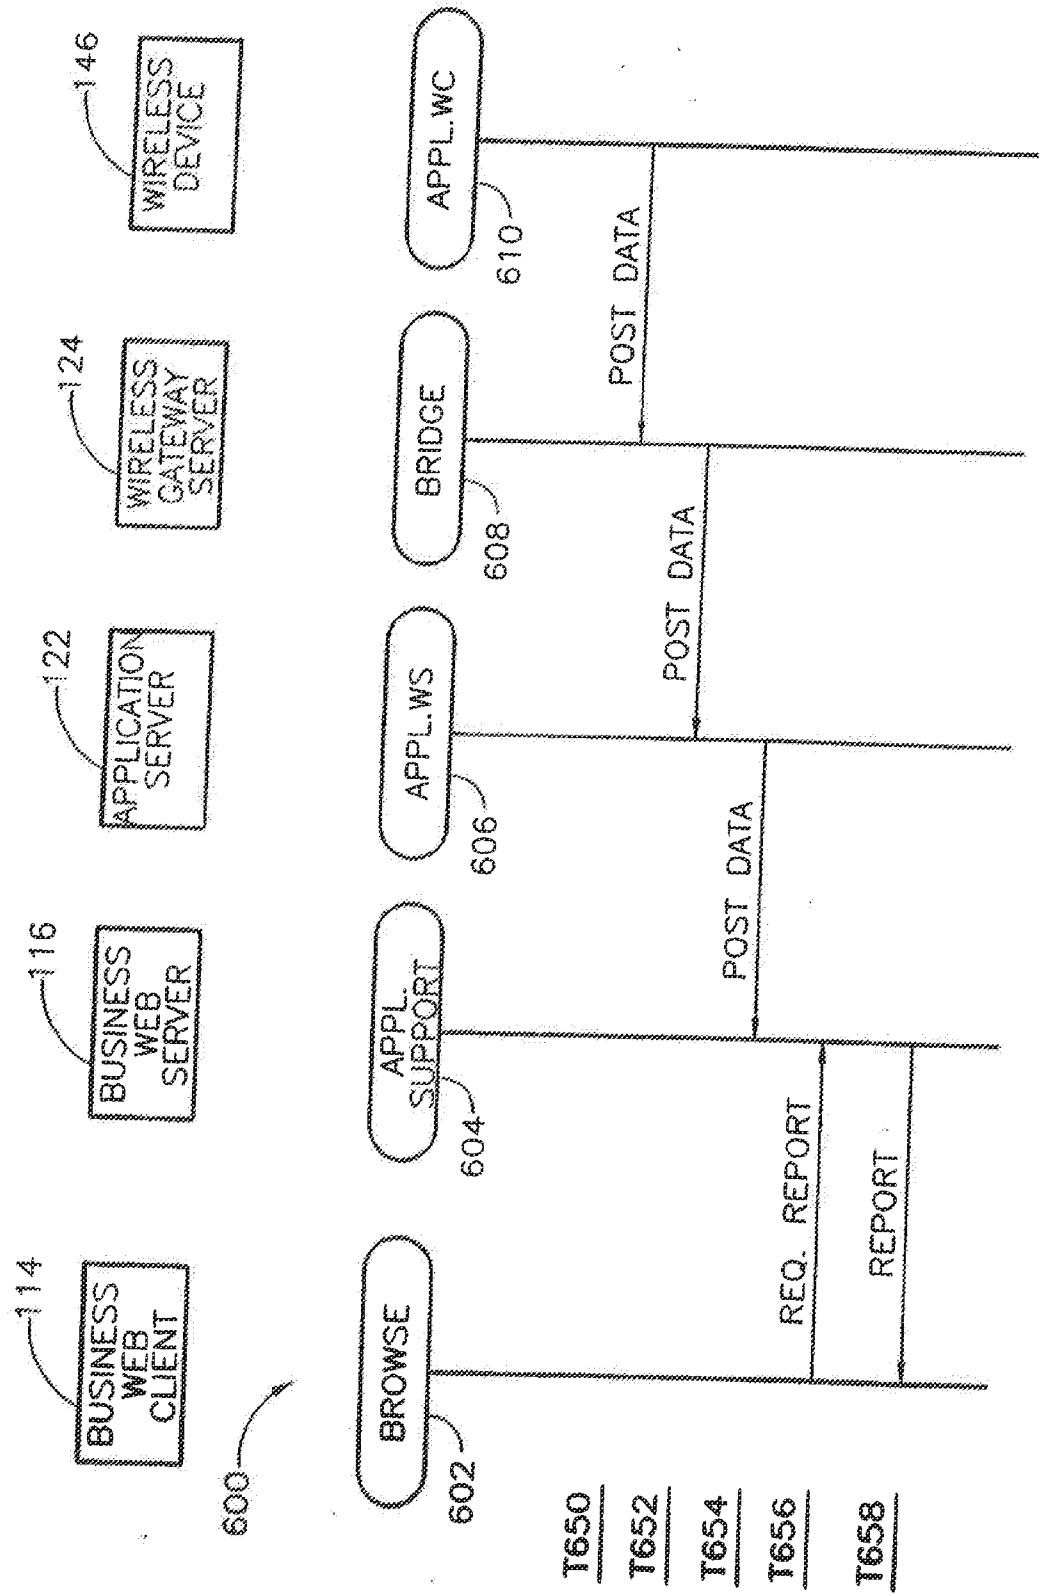 114
116
122
124
146
BUSINESS
WEB
CLIENT
BUSINESS
WEB
SERVER
APPLICATION
SERVER
WIRELESS
GATEWAY
SERVER
WIRELESS
DEVICE
600
BROWSE
APPL.
SUPPORT
APPL.WS
BRIDGE
APPL.WC
602
604
606
608
610
T650
POST DATA
T652
POST DATA
T654
POST DATA
T656
REQ. REPORT
T658
REPORT